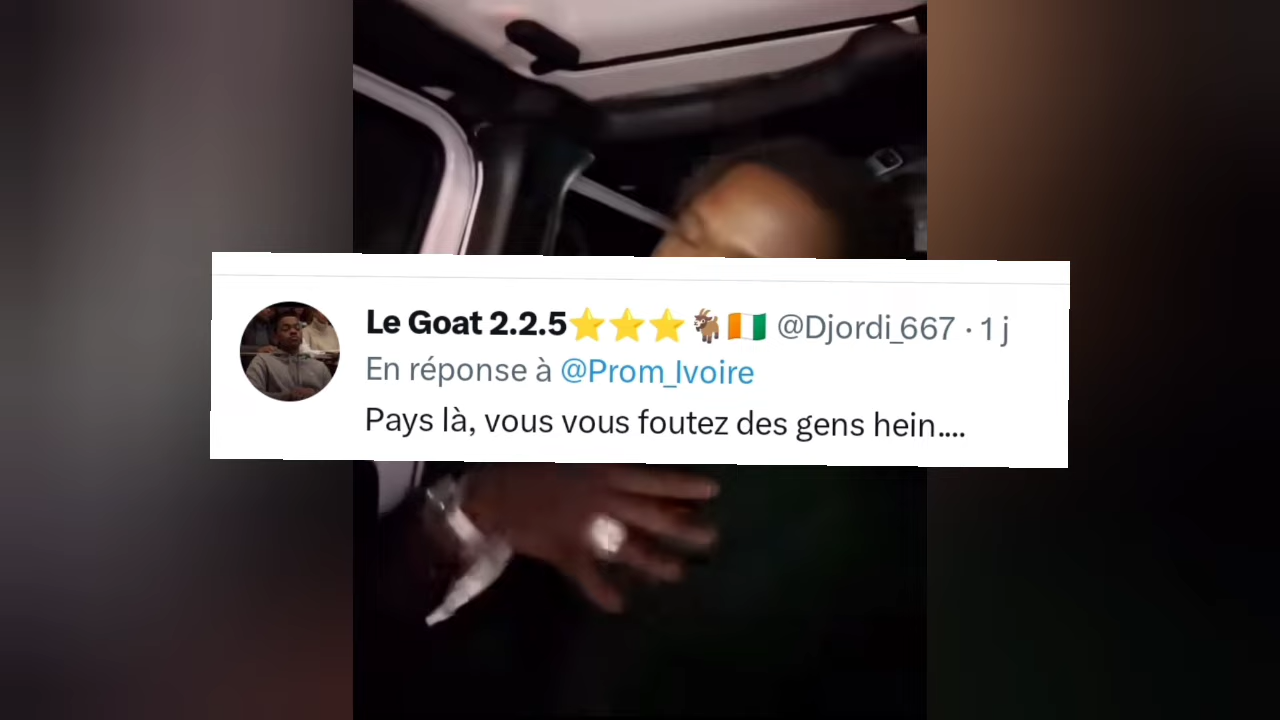 Le Goat 2.2.5⭐⭐⭐🐐🇨🇮 @Djordi_667 · 1 j
En réponse à @Prom_Ivoire
Pays là, vous vous foutez des gens hein....